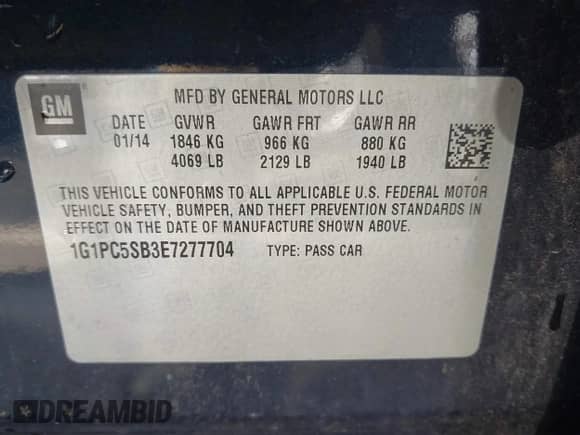 GM
MFD BY GENERAL MOTORS LLC
DATE GVWR GAWR FRT GAWR RR
01/14 1846 KG 966 KG 880 KG
4069 LB 2129 LB 1940 LB
THIS VEHICLE CONFORMS TO ALL APPLICABLE U.S. FEDERAL MOTOR
VEHICLE SAFETY, BUMPER, AND THEFT PREVENTION STANDARDS IN
EFFECT ON THE DATE OF MANUFACTURE SHOWN ABOVE.
1G1PC5SB3E7277704 TYPE: PASS CAR
DREAMBID